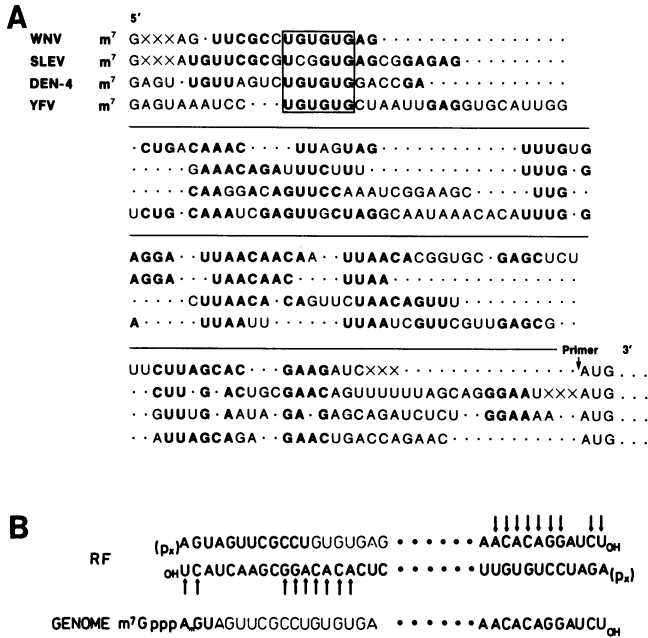 A
5′
WNV m⁷ G×××AG·UUCGCCUGUGUGAG················
SLEV m⁷ G×××AUGUUCGCGUCGGUGAGCGGAGAG·········
DEN-4 m⁷ GAGU·UGUUAGUCUGUGUGGACCGA············
YFV m⁷ GAGUAAAUCC···UGUGUGCUAAUUGAGGUGCAUUGG
·CUGACAAAC····UUAGUAG············UUUGUG
·····GAAACAGAUUUCUUU·············UUUG·G
·····CAAGGACAGUUCCAAAUCGGAAGC·····UUG··
UCUG·CAAAUCGAGUUGCUAGGCAAUAAACACAUUUG·G
AGGA··UUAACAACAA··UUAACACGGUGC·GAGCUCU
AGGA···UAACAAC····UUAA················
·····CUUAACA·CAGUUCUAACAGUUU··········
A·····UUAAUU······UUAAUCGUUCGUUGAGCG··
Primer 3′
UUCUUAGCAC···GAAGAUC×××···············AUG...
··CUU·G·ACUGCGAACAGUUUUUUAGCAGGGAAU×××AUG...
··GUUUG·AAUA·GA·GAGCAGAUCUCU··GGAAAA··AUG...
··AUUAGCAGA··GAACUGACCAGAAC···········AUG...
B
RF
(pₓ)AGUAGUUCGCCUGUGUGAG •••••••AACACAGGAUCUOH
OHUCAUCAAGCGGACACACUC UUGUGUCCUAGA(pₓ)
GENOME m⁷GpppAₘGUAGUUCGCCUGUGUGA •••••••AACACAGGAUCUOH